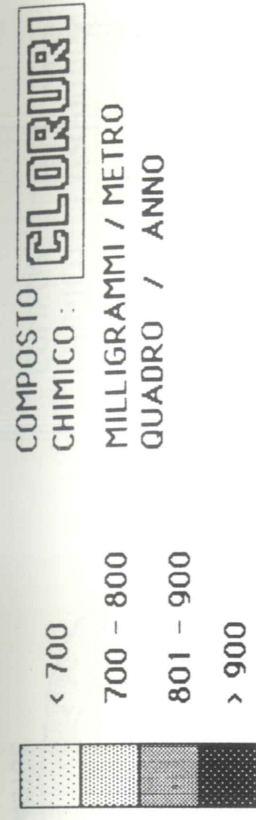 COMPOSTO
CHIMICO : CLORURI
MILLIGRAMMI / METRO
QUADRO / ANNO
< 700
700 - 800
801 - 900
> 900